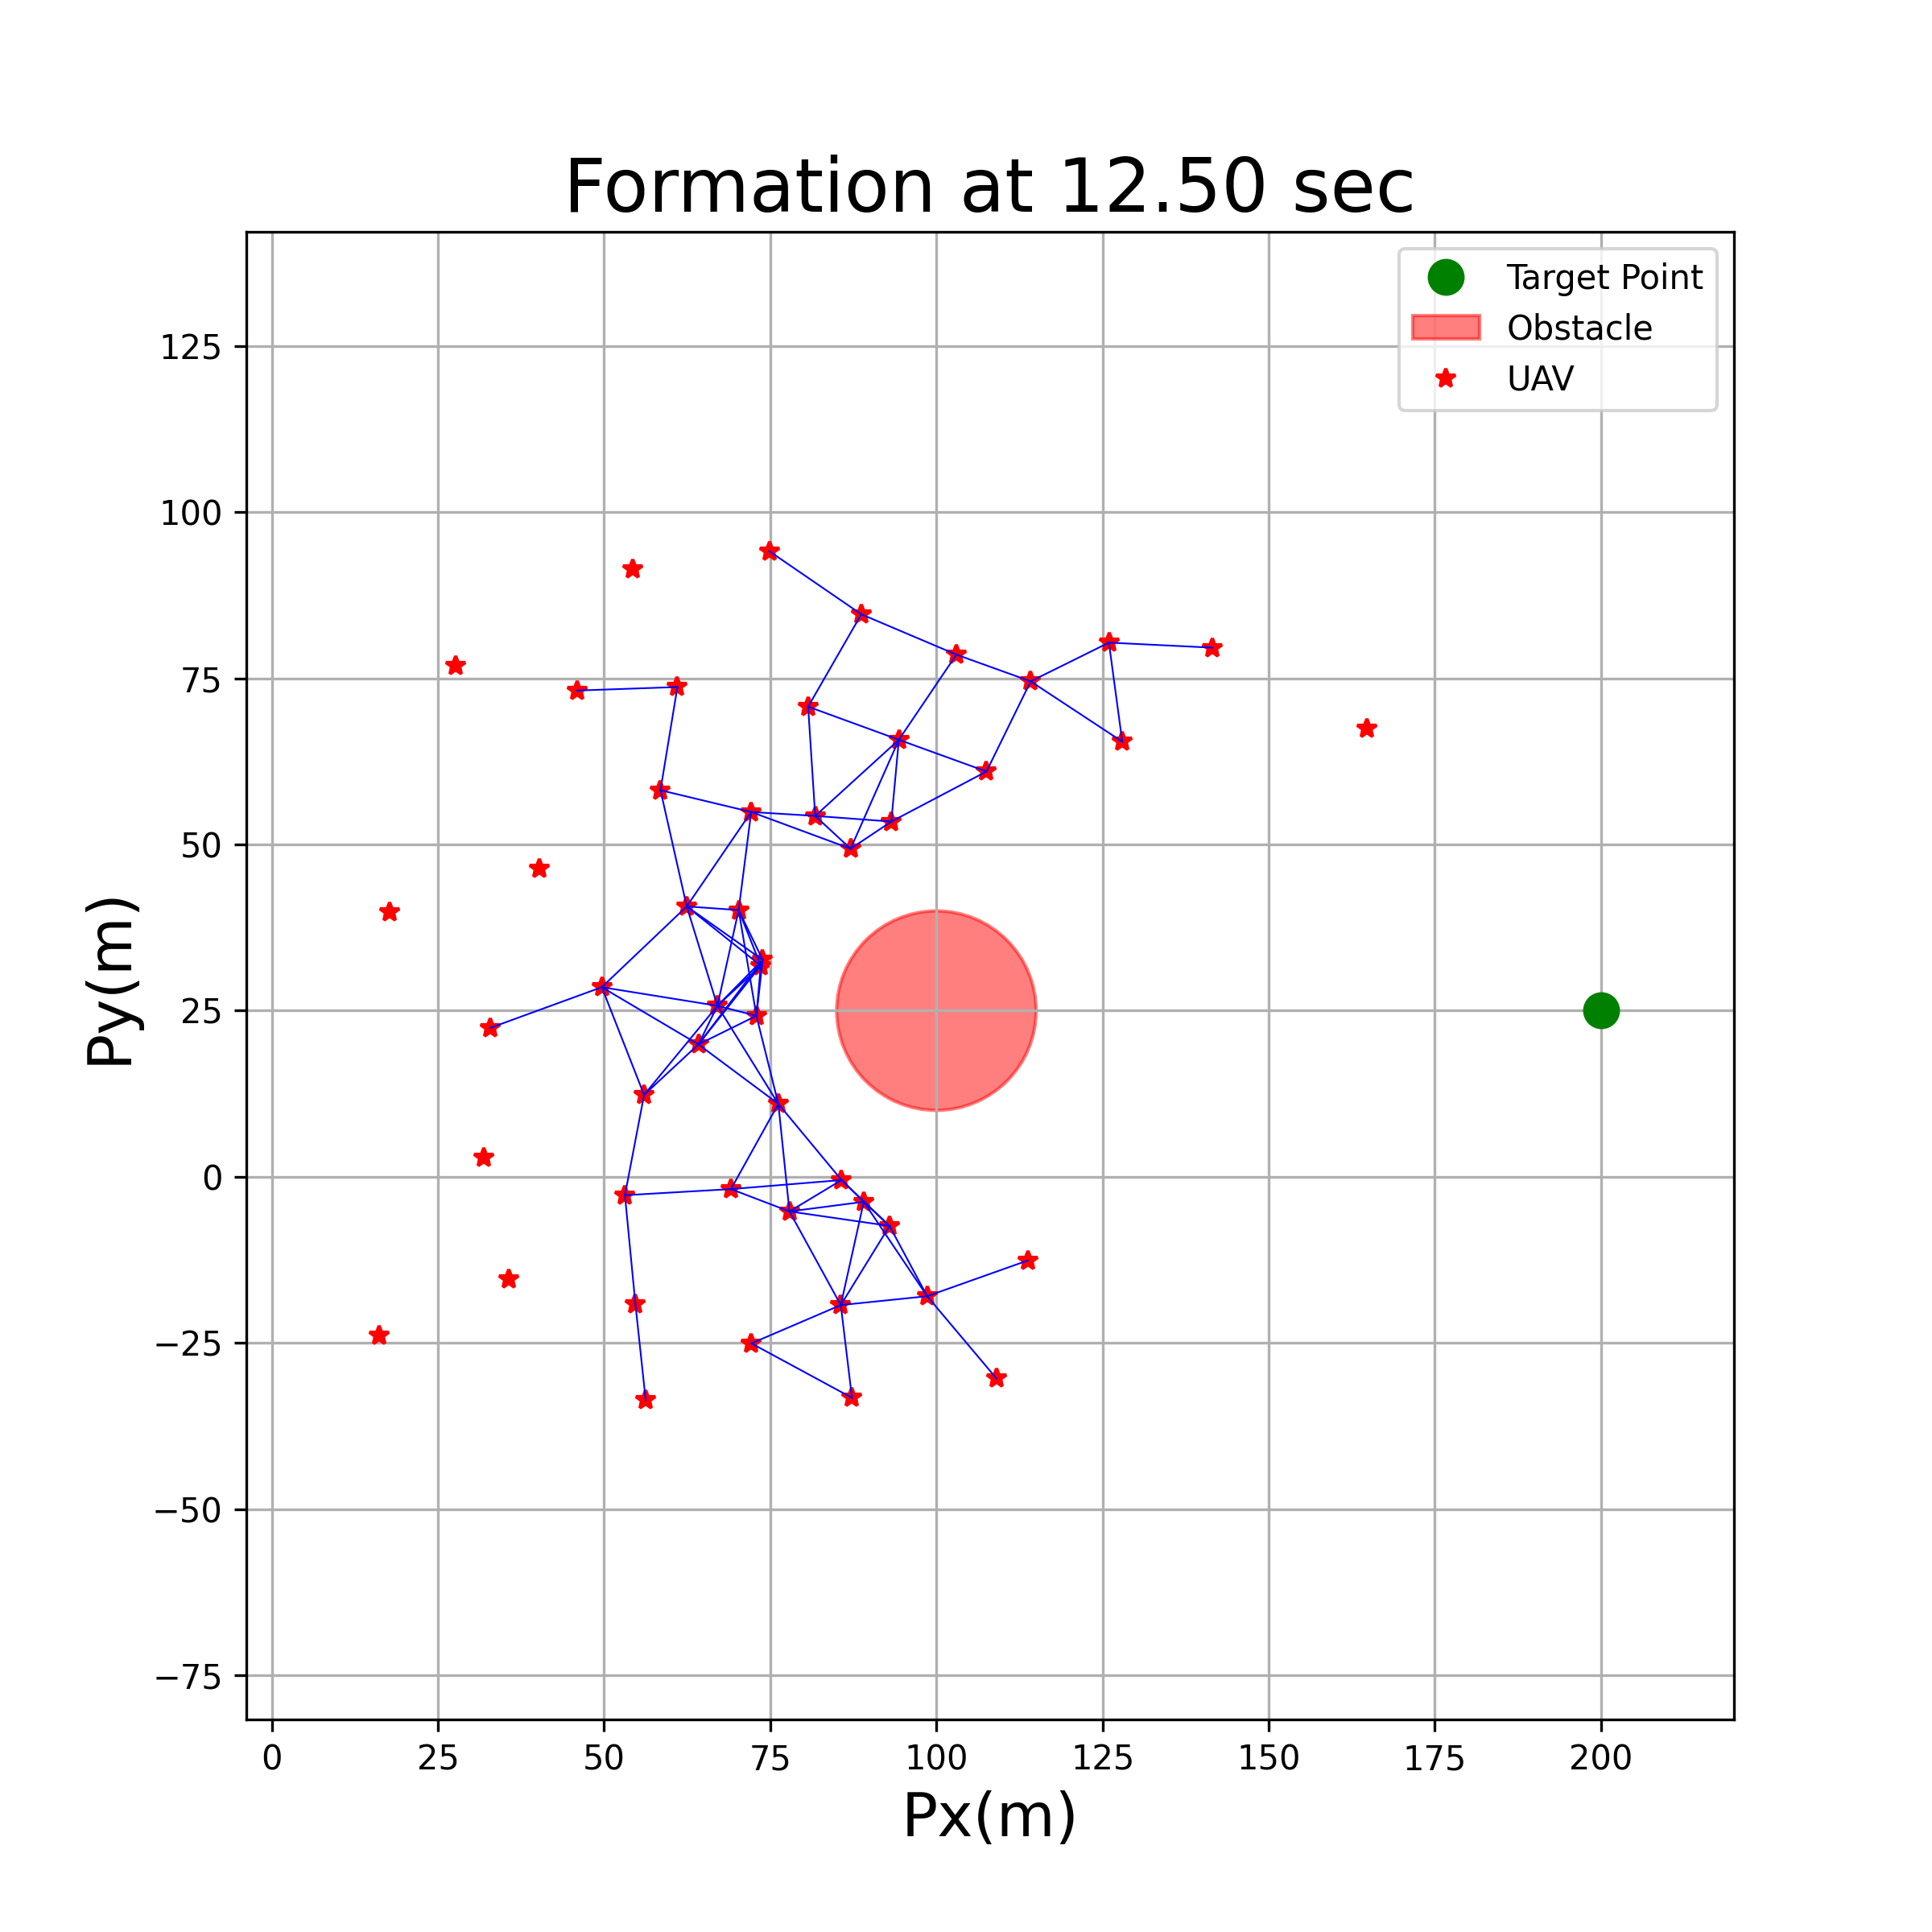 Formation at 12.50 sec
Target Point
Obstacle
UAV
125
100
75
50
25
0
−25
−50
−75
Py(m)
0 25 50 75 100 125 150 175 200
Px(m)